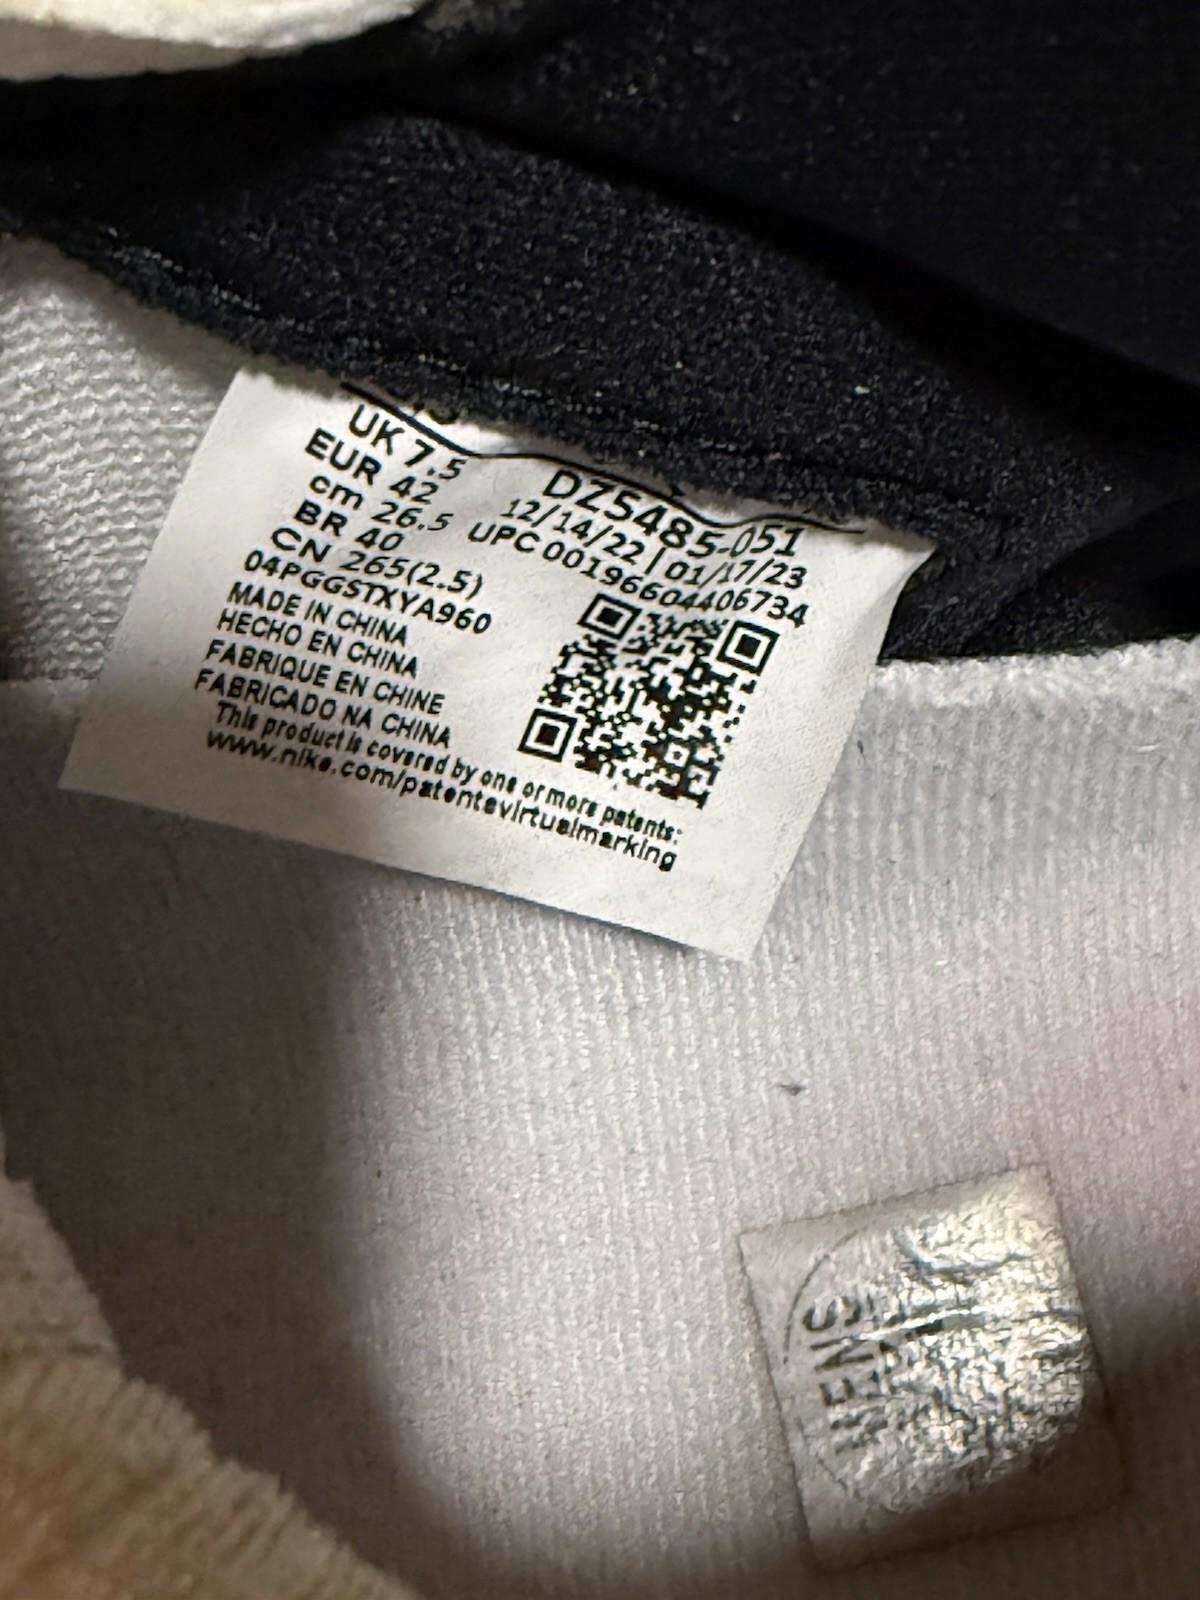 UK 7.5
EUR 42
cm 26.5
BR 40
CN 265(2.5)
04PGGSTXYA960
MADE IN CHINA
HECHO EN CHINA
FABRIQUE EN CHINE
FABRICADO NA CHINA
This product is covered by one or more patents:
www.nike.com/patentsvirtualmarking
DZ5485-051
12/14/22 | 01/17/23
UPC 00196604406734